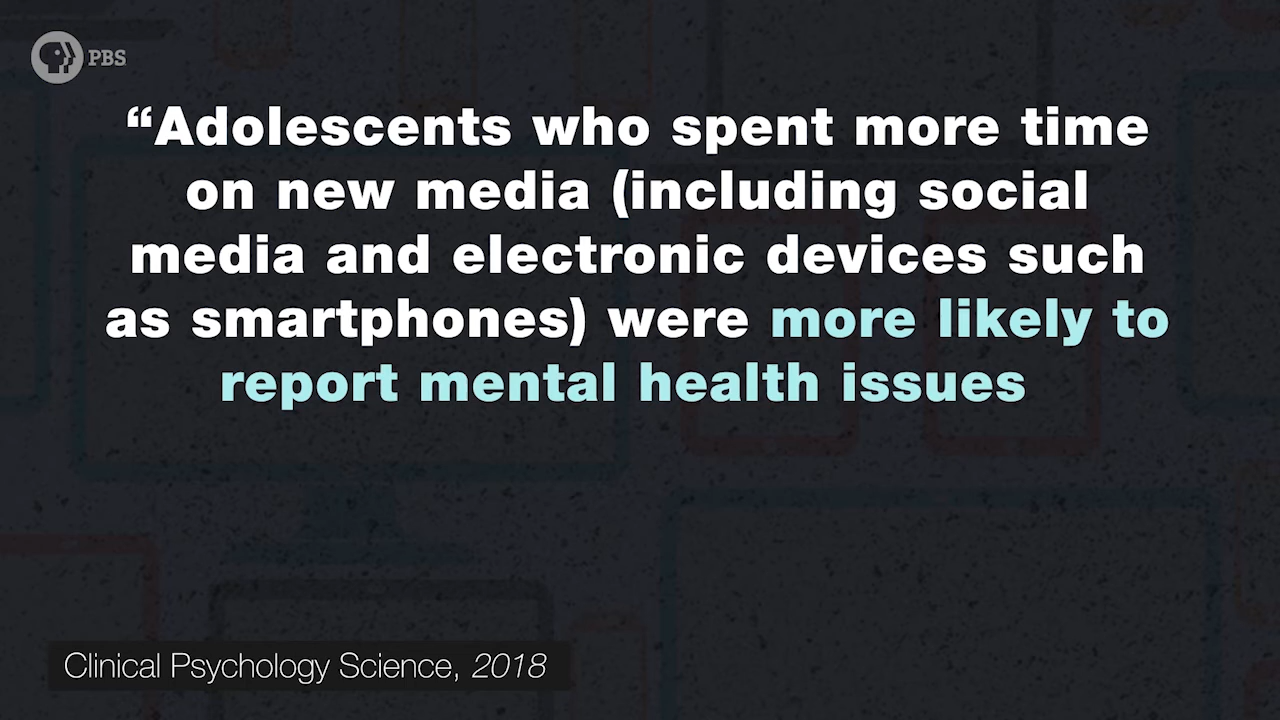 PBS
“Adolescents who spent more time
on new media (including social
media and electronic devices such
as smartphones) were more likely to
report mental health issues
Clinical Psychology Science, 2018